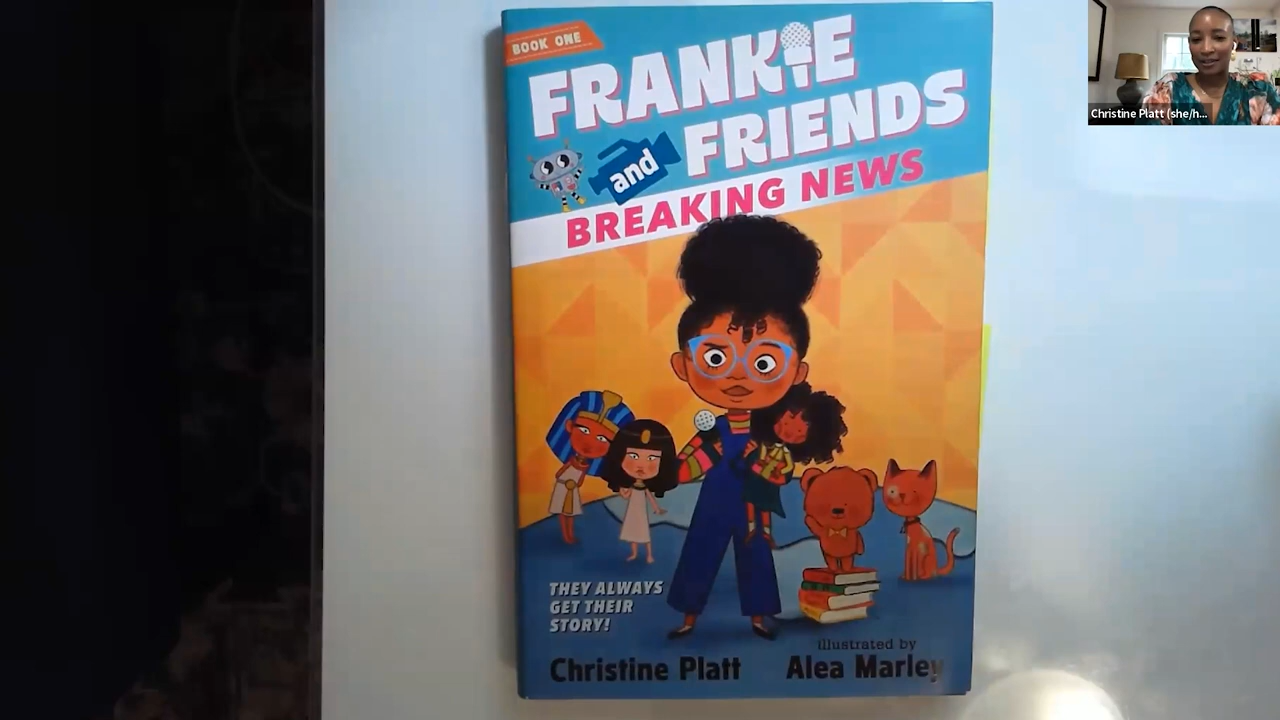 BOOK ONE
FRANKIE
and FRIENDS
BREAKING NEWS
THEY ALWAYS
GET THEIR
STORY!
illustrated by
Christine Platt Alea Marley
Christine Platt (she/h...